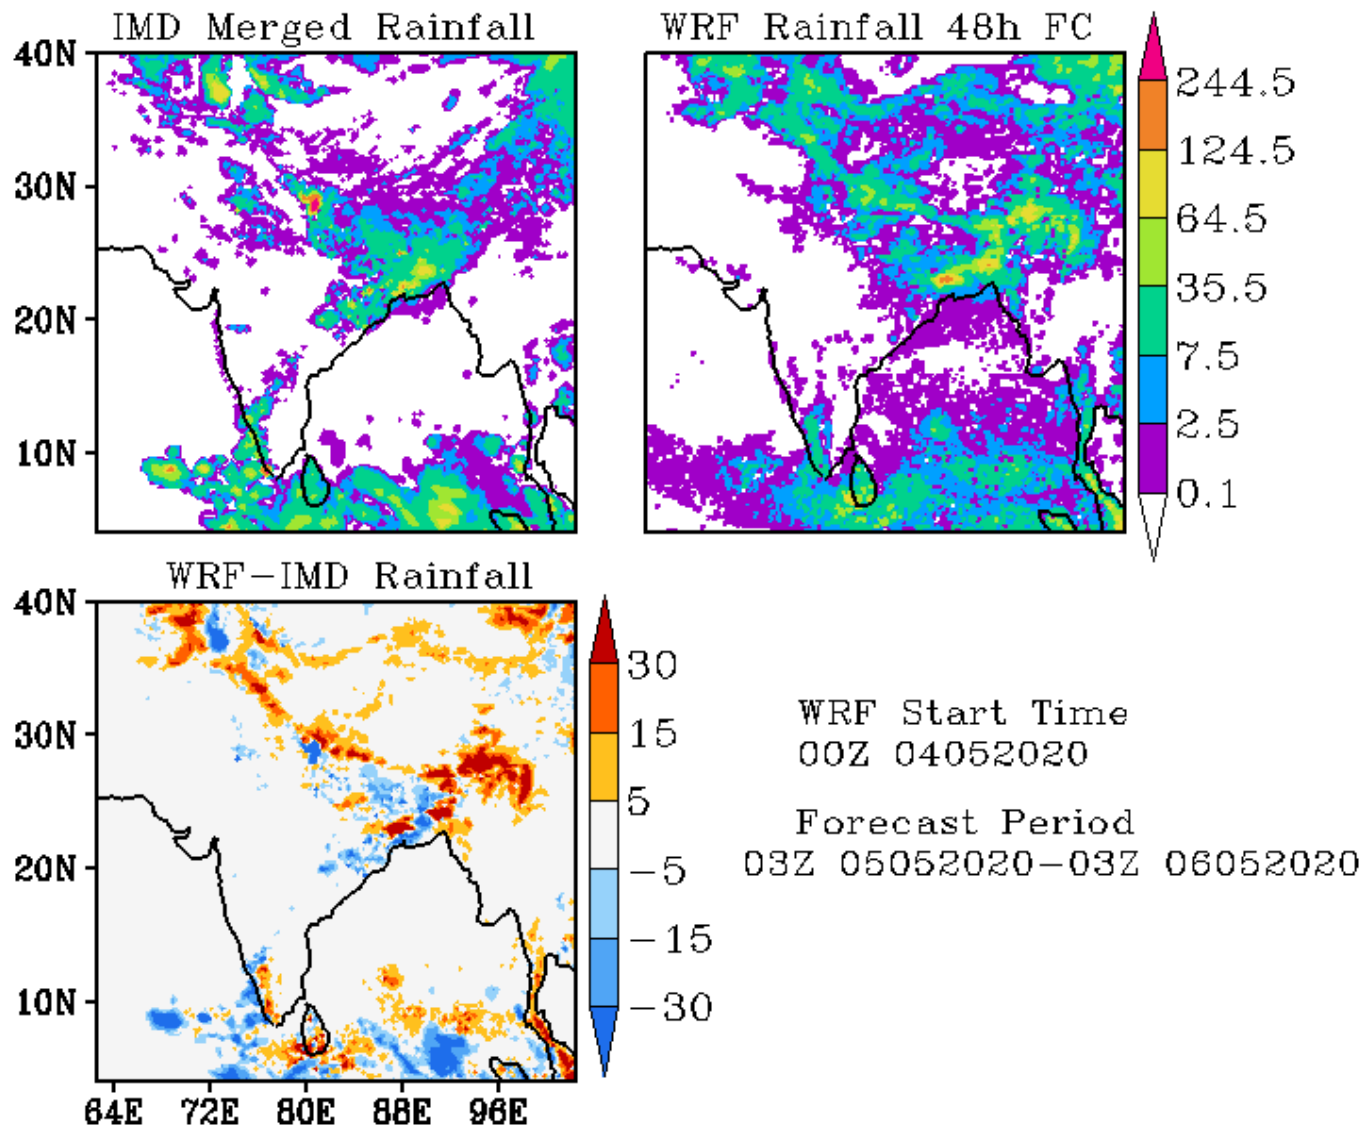 IMD Merged Rainfall
WRF Rainfall 48h FC
40N
30N
20N
10N
244.5
124.5
64.5
35.5
7.5
2.5
0.1
WRF-IMD Rainfall
40N
30N
20N
10N
64E 72E 80E 88E 96E
30
15
5
-5
-15
-30
WRF Start Time
00Z 04052020
Forecast Period
03Z 05052020-03Z 06052020